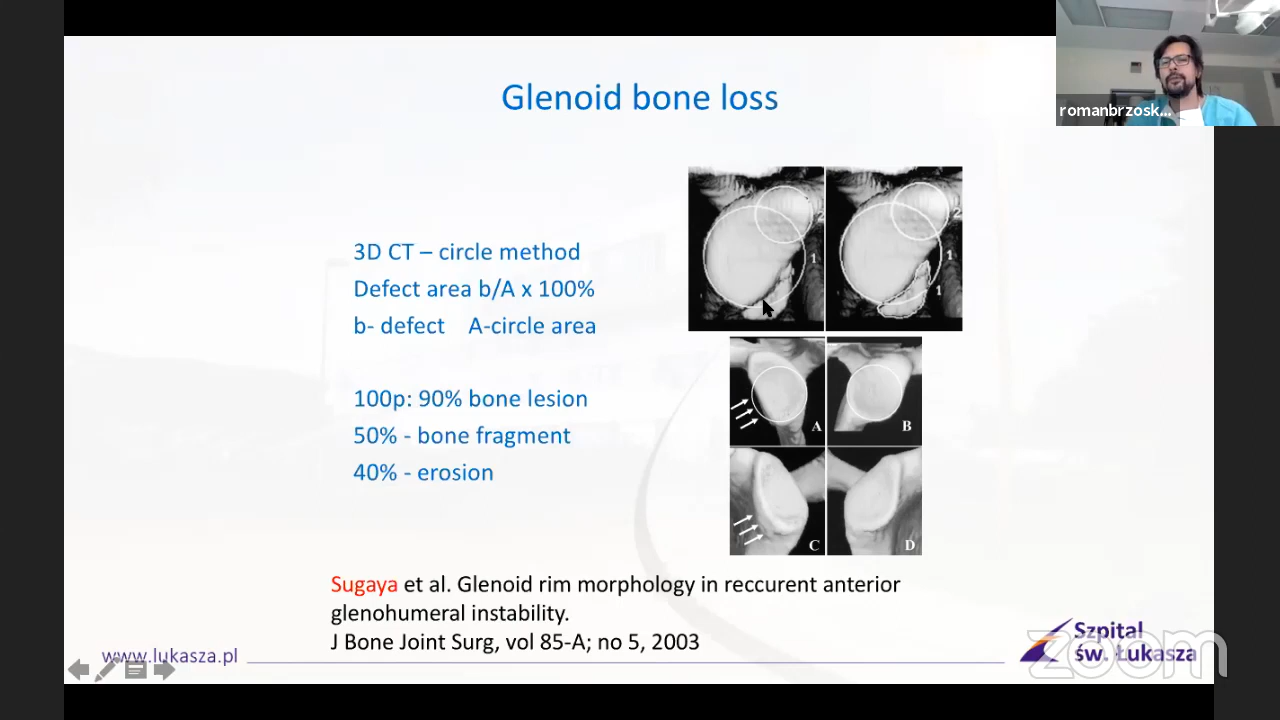 Glenoid bone loss
romanbrzosk...
3D CT – circle method
Defect area b/A x 100%
b- defect A-circle area
100p: 90% bone lesion
50% - bone fragment
40% - erosion
2
1
2
1
1
A
B
C
D
Sugaya et al. Glenoid rim morphology in reccurent anterior
glenohumeral instability.
J Bone Joint Surg, vol 85-A; no 5, 2003
www.lukasza.pl
Szpital
św. Łukasza
zoom